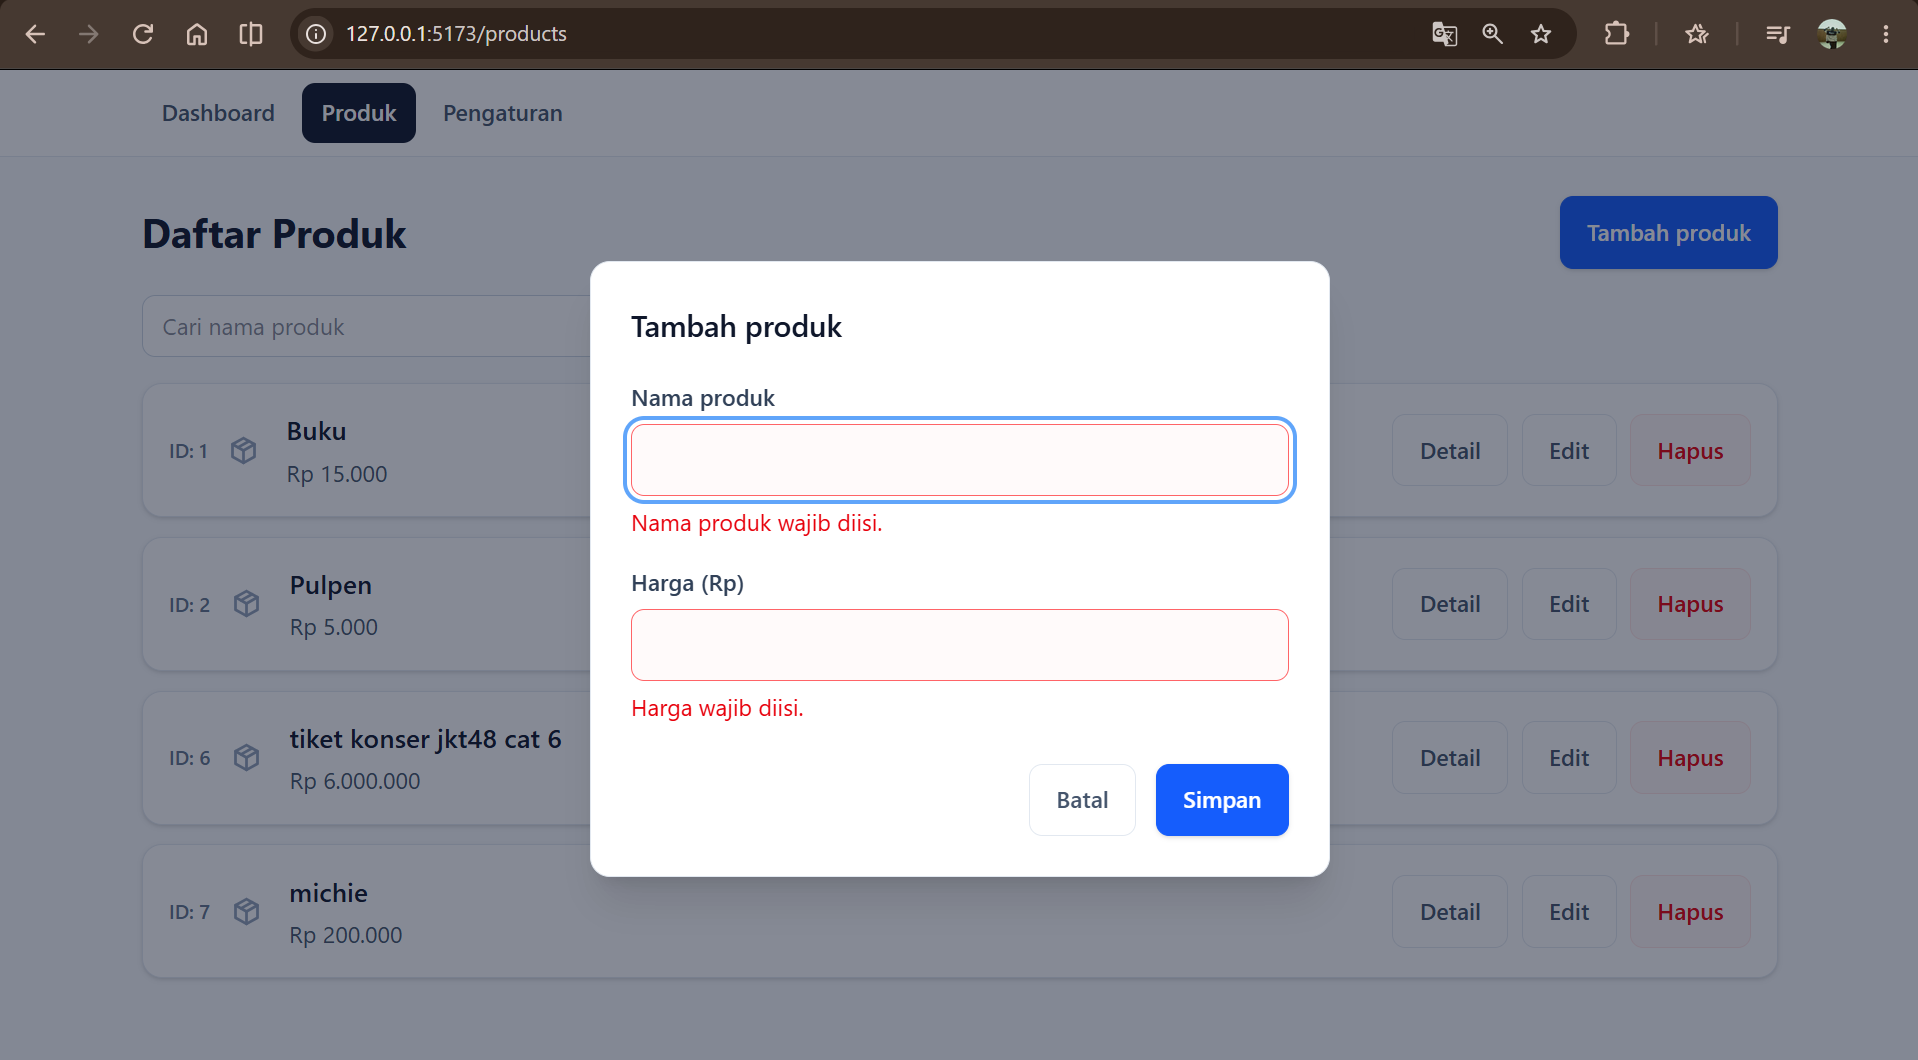 127.0.0.1:5173/products
Dashboard
Produk
Pengaturan
Daftar Produk
Tambah produk
Cari nama produk
ID: 1
Buku
Rp 15.000
Detail
Edit
Hapus
ID: 2
Pulpen
Rp 5.000
Detail
Edit
Hapus
ID: 6
tiket konser jkt48 cat 6
Rp 6.000.000
Detail
Edit
Hapus
ID: 7
michie
Rp 200.000
Detail
Edit
Hapus
Tambah produk
Nama produk
Nama produk wajib diisi.
Harga (Rp)
Harga wajib diisi.
Batal
Simpan